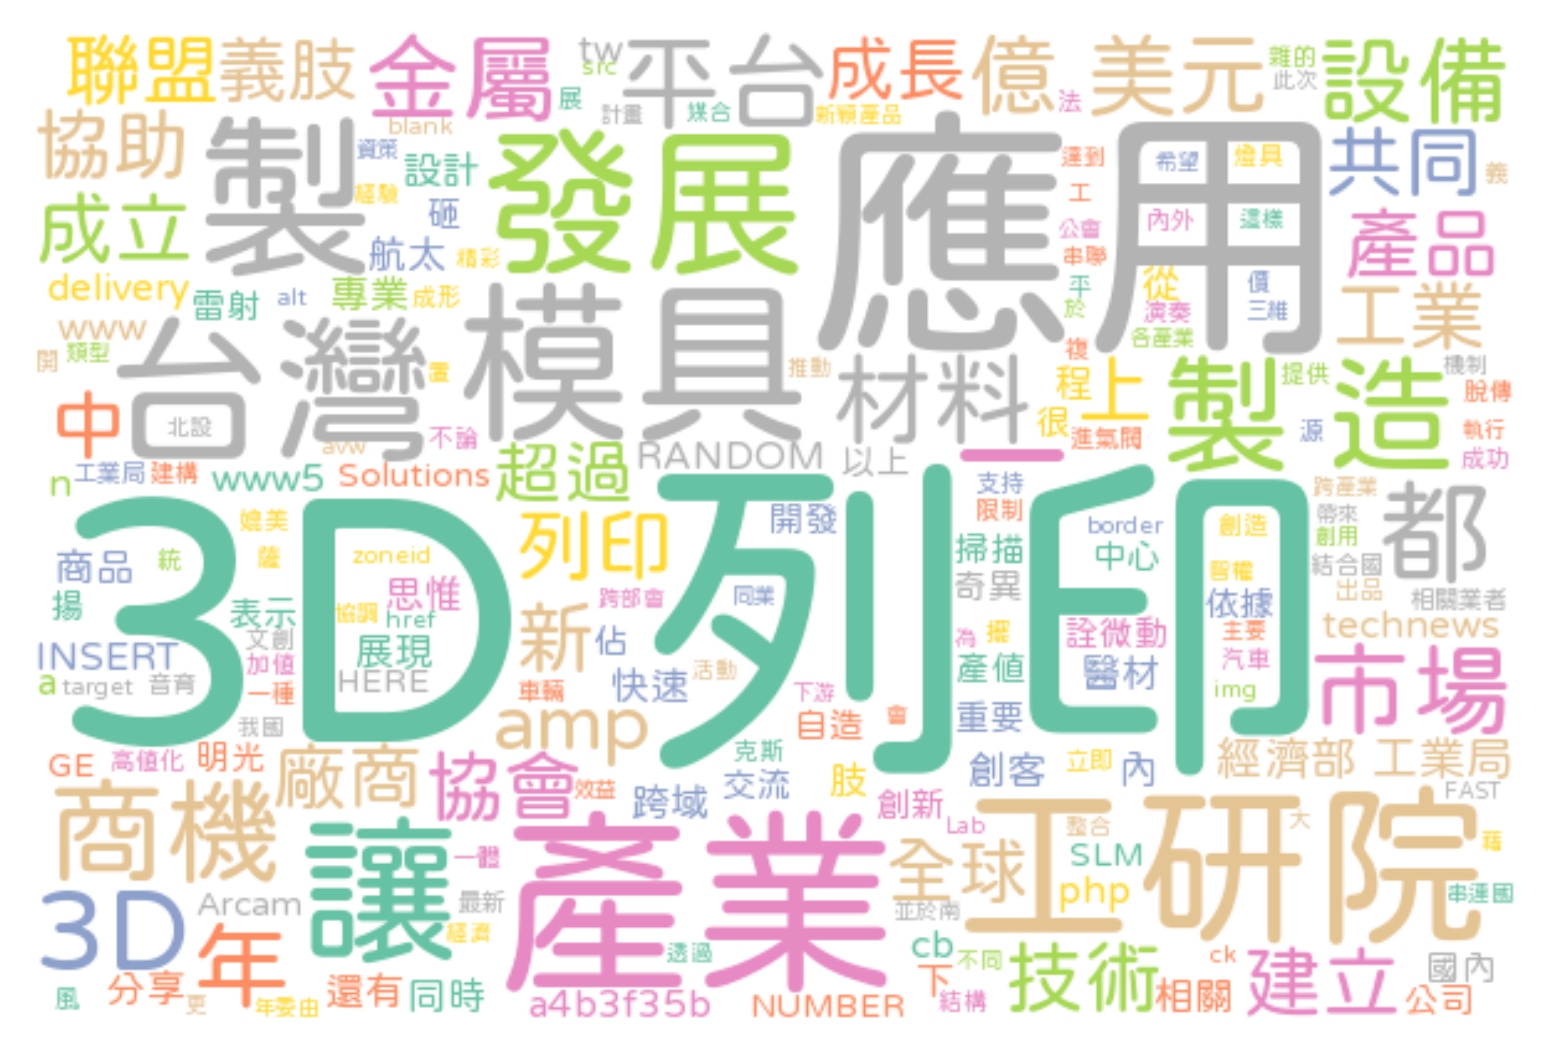 聯盟 義肢 金屬 tw 平台 成長 億 美元 雜的 設備
src 此次
展 計畫 媒合 新穎產品 法
協助 製 blank 資策 設計 發展 應用 達到 希望 燈具 共同 義
經驗 工
成立 砸 公會 內外 這樣 產品
航太 精彩 串聯
delivery 雷射 alt 專業 成形 平 從 價 工業
www 台灣 模具 於 演奏 三維
開 類型 各產業
置 推動 材料 複 程 上 製造 提供 機制
中 北設 不論 很 進氣閥 源 脫傳
avw 執行
n 工業局 建構 www5 Solutions 超過 RANDOM 以上 一 成功
3D列印 媲美 列印 開發 支持 跨產業 都
限制 border 創造 帶來
商品 統 薩 zoneid 掃描 中心 創用
思惟 奇異 智權 結合國
揚 表示 協調 href 新 跨部會 同業 依據 出品 相關業者
文創 展現 佔 為 擺 詮微動 主要 technews
INSERT 加值 產值 醫材 汽車 市場
a target 音育 一種 HERE 車輛 快速 活動 下游 img
我國 amp 自造 會 重要
GE 高值化 明光 廠商 協會 克斯 創客 立即 內 經濟部 工業局
商機 效益 跨域 交流 肢 創新 FAST
讓 產業 Lab 工研院 整合 大
一體 全球 SLM 藉
3D Arcam 最新 並於南 php 串連國
年 經濟 透過 cb 不同 技術 ck 建立 國內
風 分享 更 年委由 還有 同時 a4b3f35b NUMBER 下 結構 相關 公司